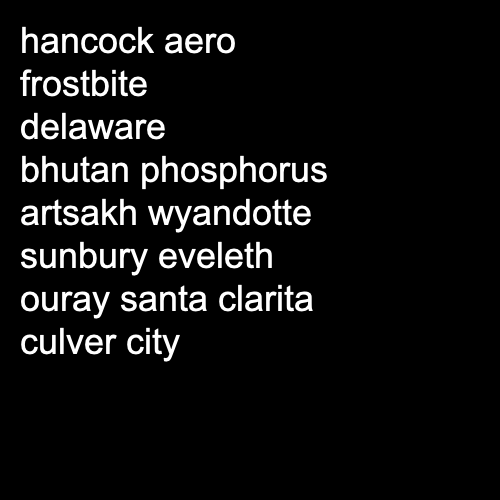 hancock aero
frostbite
delaware
bhutan phosphorus
artsakh wyandotte
sunbury eveleth
ouray santa clarita
culver city